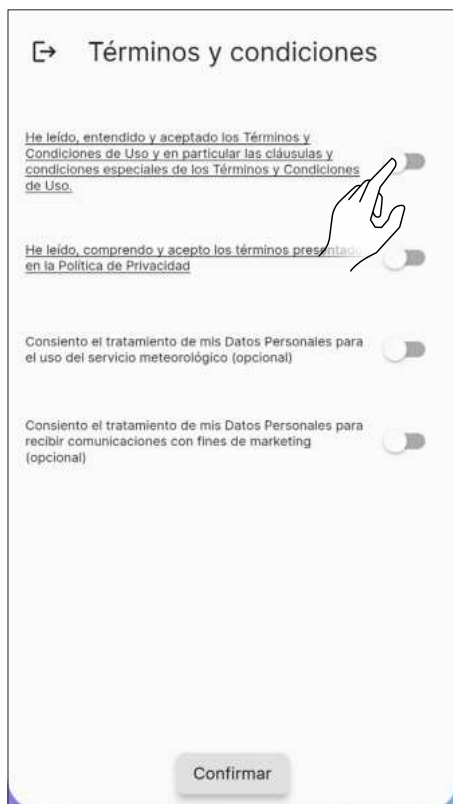 Términos y condiciones
He leído, entendido y aceptado los Términos y
Condiciones de Uso y en particular las cláusulas y
condiciones especiales de los Términos y Condiciones
de Uso.
He leído, comprendo y acepto los términos presentado
en la Política de Privacidad
Consiento el tratamiento de mis Datos Personales para
el uso del servicio meteorológico (opcional)
Consiento el tratamiento de mis Datos Personales para
recibir comunicaciones con fines de marketing
(opcional)
Confirmar